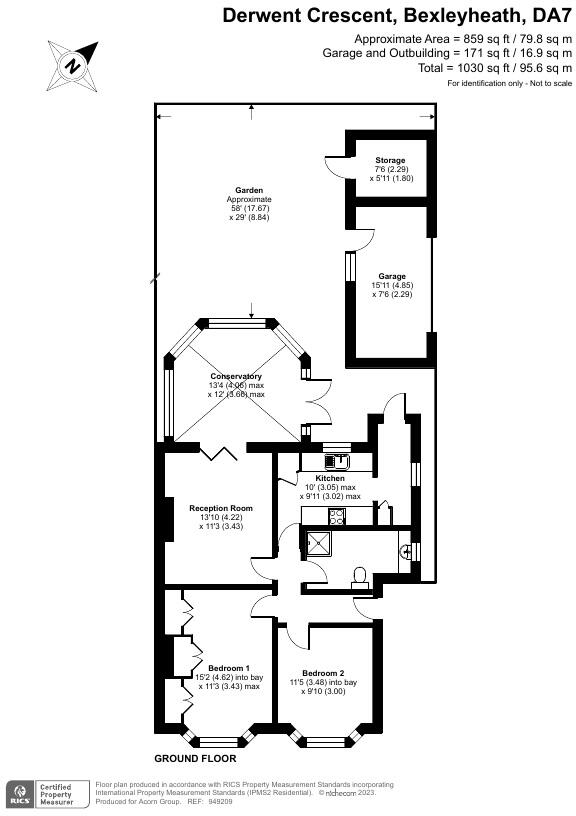 Derwent Crescent, Bexleyheath, DA7
Approximate Area = 859 sq ft / 79.8 sq m
Garage and Outbuilding = 171 sq ft / 16.9 sq m
Total = 1030 sq ft / 95.6 sq m
For identification only - Not to scale
N
Storage
7'6 (2.29)
x 5'11 (1.80)
Garden
Approximate
58' (17.67)
x 29' (8.84)
Garage
15'11 (4.85)
x 7'6 (2.29)
Conservatory
13'4 (4.06) max
x 12' (3.66) max
Kitchen
10' (3.05) max
x 9'11 (3.02) max
Reception Room
13'10 (4.22)
x 11'3 (3.43)
Bedroom 1
15'2 (4.62) into bay
x 11'3 (3.43) max
Bedroom 2
11'5 (3.48) into bay
x 9'10 (3.00)
GROUND FLOOR
RICS
Certified
Property
Measurer
Floor plan produced in accordance with RICS Property Measurement Standards incorporating
International Property Measurement Standards (IPMS2 Residential). © nichecom 2023.
Produced for Acorn Group. REF: 949209